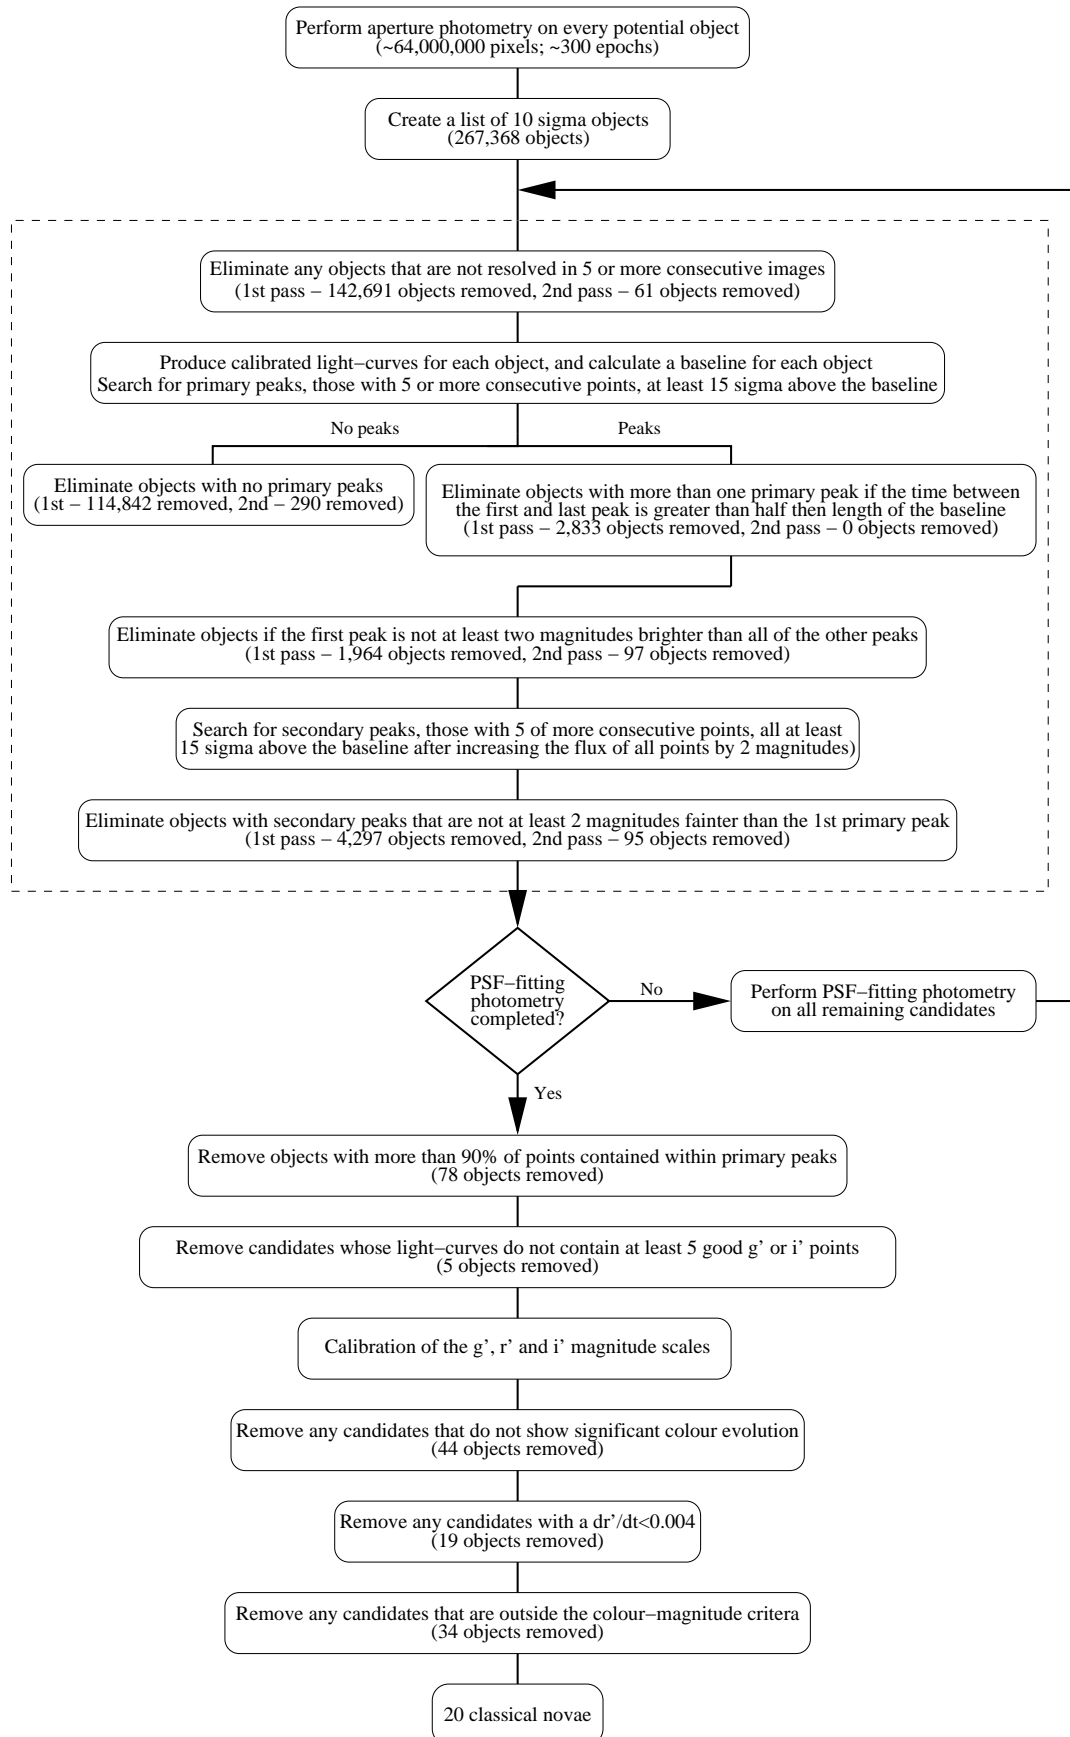 Perform aperture photometry on every potential object
(~64,000,000 pixels; ~300 epochs)
Create a list of 10 sigma objects
(267,368 objects)
Eliminate any objects that are not resolved in 5 or more consecutive images
(1st pass − 142,691 objects removed, 2nd pass − 61 objects removed)
Produce calibrated light−curves for each object, and calculate a baseline for each object
Search for primary peaks, those with 5 or more consecutive points, at least 15 sigma above the baseline
No peaks
Peaks
Eliminate objects with no primary peaks
(1st − 114,842 removed, 2nd − 290 removed)
Eliminate objects with more than one primary peak if the time between
the first and last peak is greater than half then length of the baseline
(1st pass − 2,833 objects removed, 2nd pass − 0 objects removed)
Eliminate objects if the first peak is not at least two magnitudes brighter than all of the other peaks
(1st pass − 1,964 objects removed, 2nd pass − 97 objects removed)
Search for secondary peaks, those with 5 of more consecutive points, all at least
15 sigma above the baseline after increasing the flux of all points by 2 magnitudes)
Eliminate objects with secondary peaks that are not at least 2 magnitudes fainter than the 1st primary peak
(1st pass − 4,297 objects removed, 2nd pass − 95 objects removed)
PSF−fitting
photometry
completed?
No
Perform PSF−fitting photometry
on all remaining candidates
Yes
Remove objects with more than 90% of points contained within primary peaks
(78 objects removed)
Remove candidates whose light−curves do not contain at least 5 good g’ or i’ points
(5 objects removed)
Calibration of the g’, r’ and i’ magnitude scales
Remove any candidates that do not show significant colour evolution
(44 objects removed)
Remove any candidates with a dr’/dt<0.004
(19 objects removed)
Remove any candidates that are outside the colour−magnitude critera
(34 objects removed)
20 classical novae